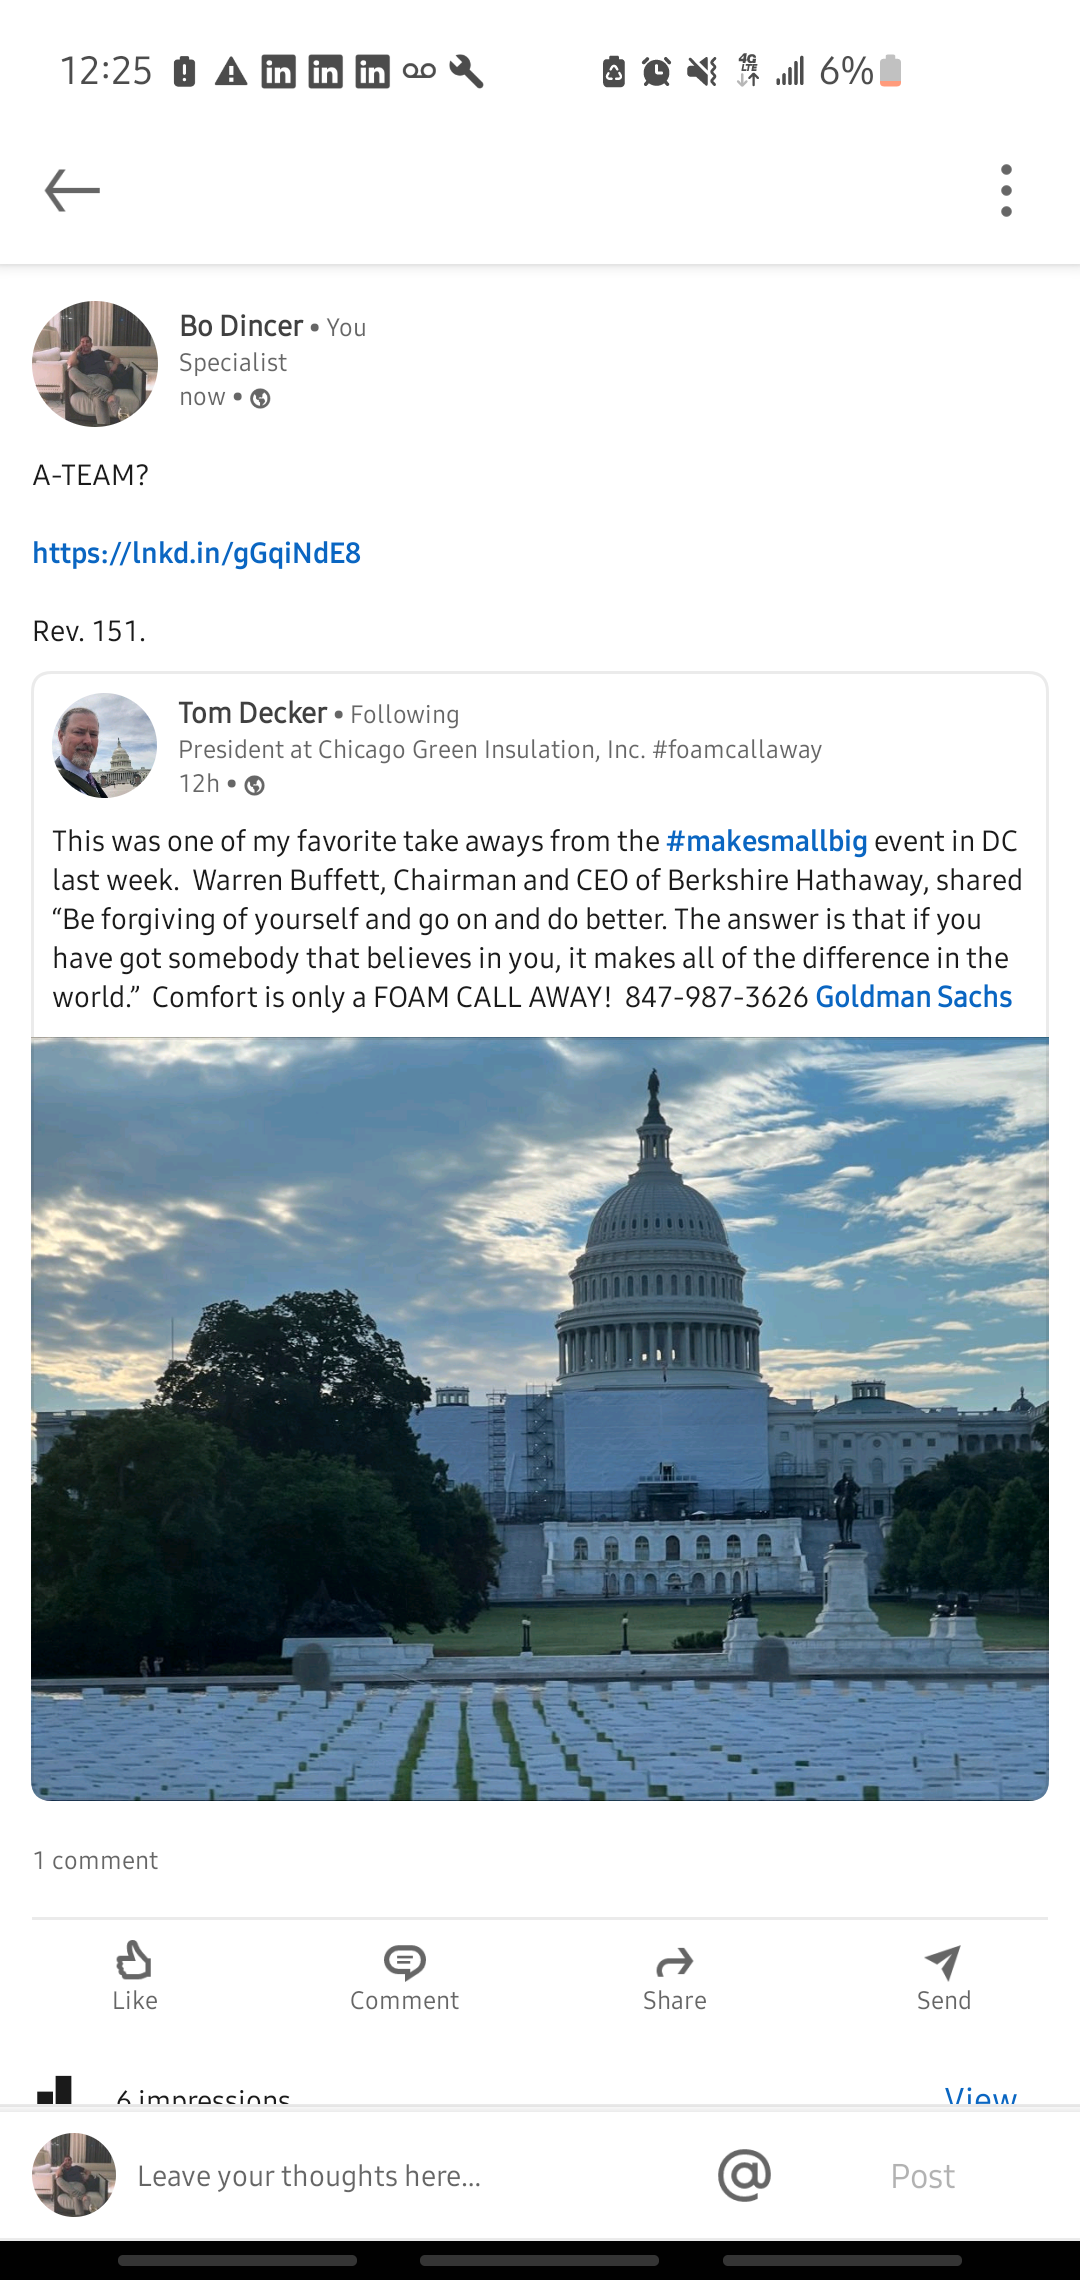 12:25 4G LTE 6%
Bo Dincer • You
Specialist
now •
A-TEAM?
https://lnkd.in/gGqiNdE8
Rev. 151.
Tom Decker • Following
President at Chicago Green Insulation, Inc. #foamcallaway
12h •
This was one of my favorite take aways from the #makesmallbig event in DC
last week.  Warren Buffett, Chairman and CEO of Berkshire Hathaway, shared
“Be forgiving of yourself and go on and do better. The answer is that if you
have got somebody that believes in you, it makes all of the difference in the
world.”  Comfort is only a FOAM CALL AWAY!  847-987-3626 Goldman Sachs
1 comment
Like Comment Share Send
6 impressions View
Leave your thoughts here... @ Post